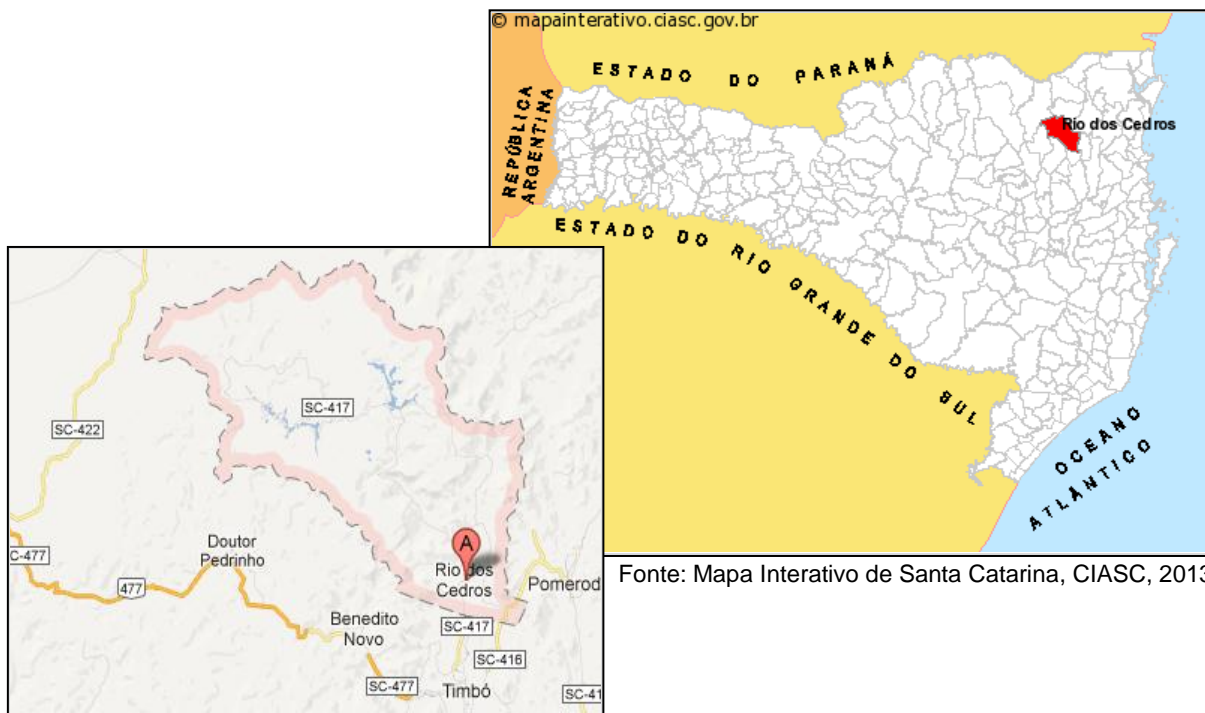 © mapainterativo.ciasc.gov.br
ESTADO DO PARANÁ
REPÚBLICA
ARGENTINA
Rio dos Cedros
ESTADO DO RIO GRANDE DO SUL
OCEANO
ATLÂNTICO
Fonte: Mapa Interativo de Santa Catarina, CIASC, 2013
SC-417
SC-422
A
Doutor
Pedrinho
C-477
477
Rio dos
Cedros
Pomerod
Benedito
Novo
SC-417
SC-416
SC-477
Timbó
SC-41